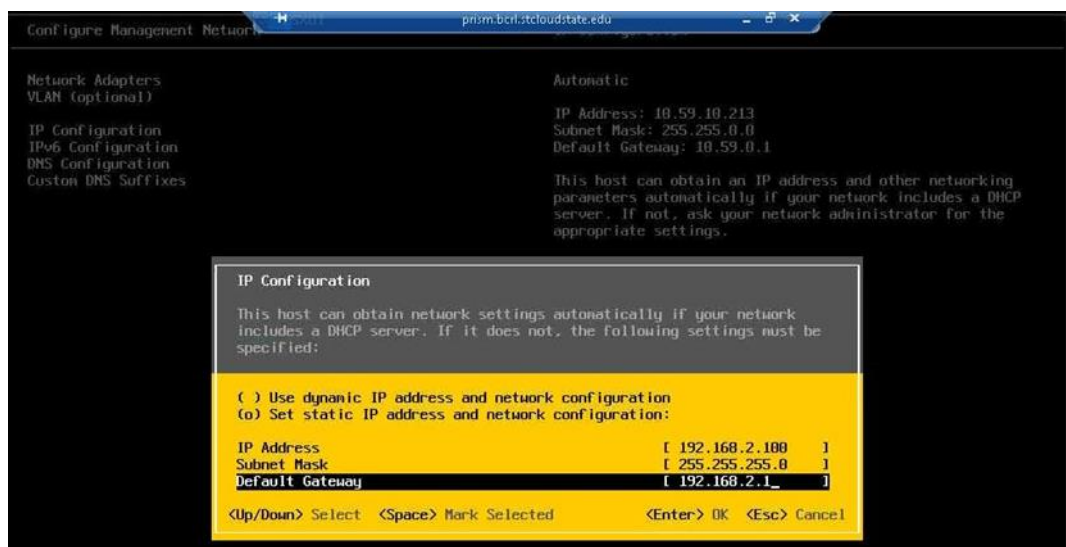 prism.bcrl.stcloudstate.edu
Configure Management Network
Network Adapters
VLAN (optional)
IP Configuration
IPv6 Configuration
DNS Configuration
Custom DNS Suffixes
Automatic
IP Address: 10.59.10.213
Subnet Mask: 255.255.0.0
Default Gateway: 10.59.0.1
This host can obtain an IP address and other networking
parameters automatically if your network includes a DHCP
server. If not, ask your network administrator for the
appropriate settings.
IP Configuration
This host can obtain network settings automatically if your network
includes a DHCP server. If it does not, the following settings must be
specified:
( ) Use dynamic IP address and network configuration
(o) Set static IP address and network configuration:
IP Address [ 192.168.2.100 ]
Subnet Mask [ 255.255.255.0 ]
Default Gateway [ 192.168.2.1_ ]
<Up/Down> Select <Space> Mark Selected <Enter> OK <Esc> Cancel